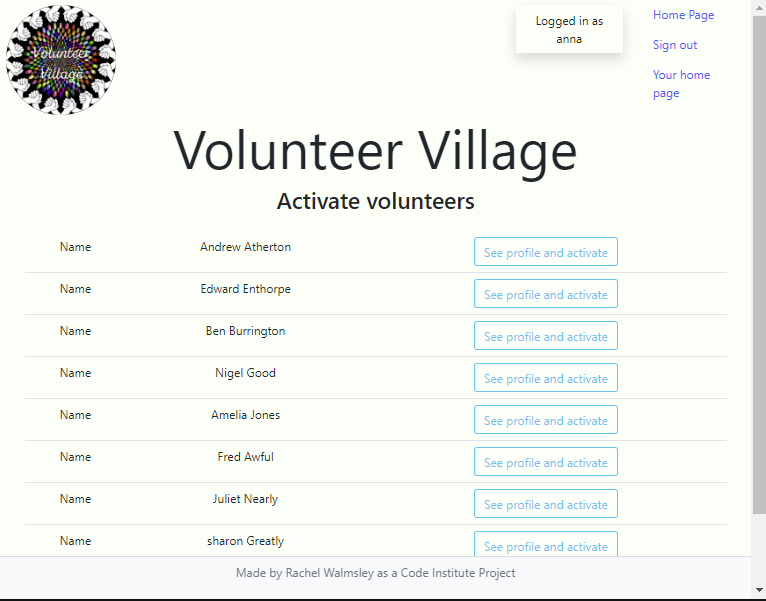 Volunteer
Village
Logged in as
anna
Home Page
Sign out
Your home
page
Volunteer Village
Activate volunteers
Name Andrew Atherton See profile and activate
Name Edward Enthorpe See profile and activate
Name Ben Burrington See profile and activate
Name Nigel Good See profile and activate
Name Amelia Jones See profile and activate
Name Fred Awful See profile and activate
Name Juliet Nearly See profile and activate
Name sharon Greatly See profile and activate
Made by Rachel Walmsley as a Code Institute Project